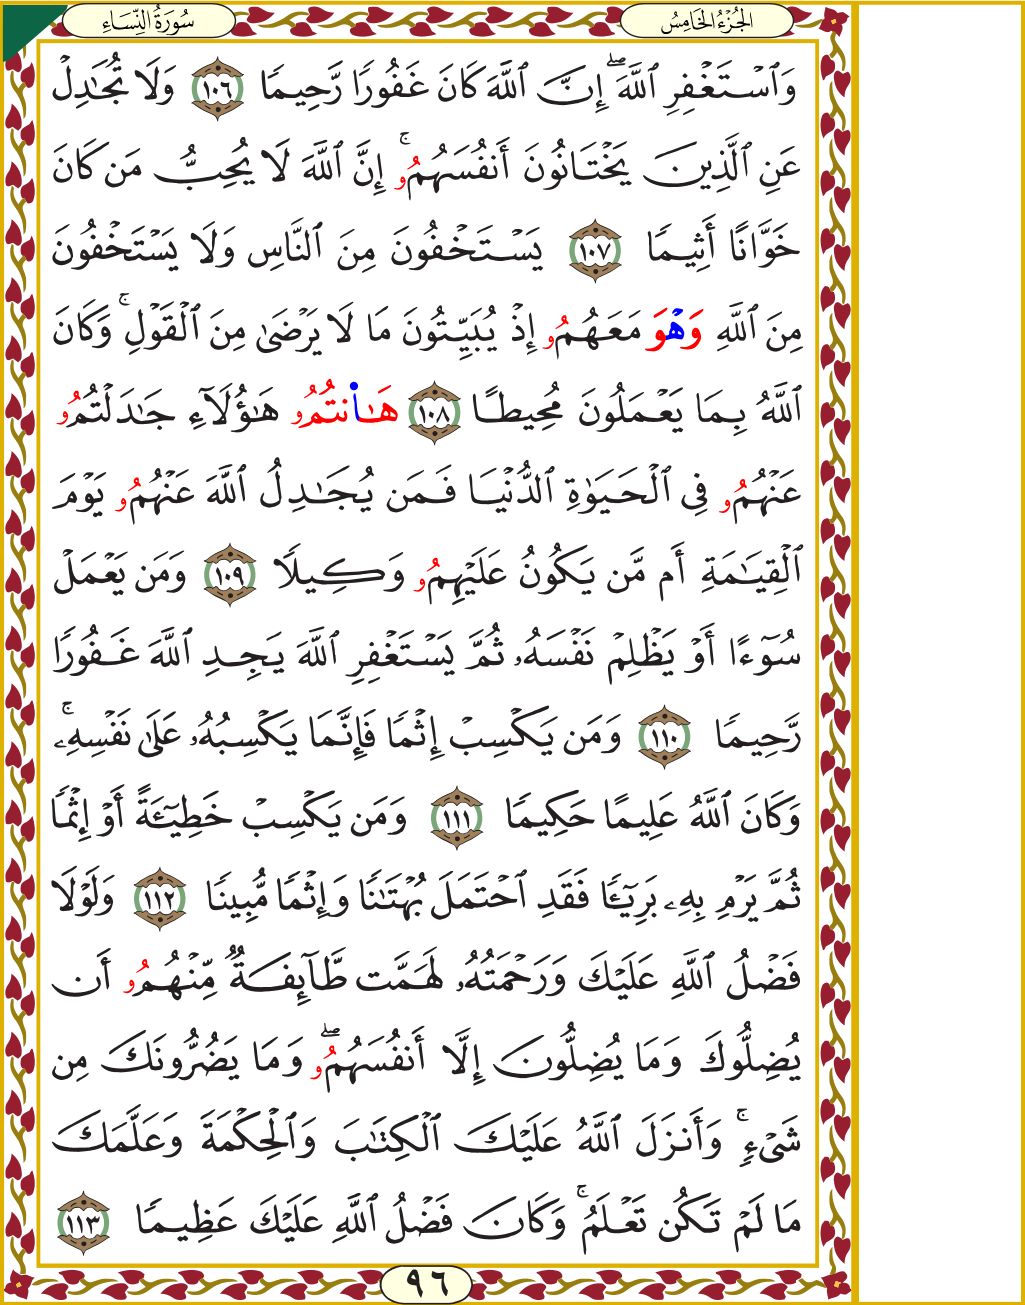 الجُزْءُ الخَامِسُ
سُورَةُ النِّسَاءِ
وَٱسۡتَغۡفِرِ ٱللَّهَۖ إِنَّ ٱللَّهَ كَانَ غَفُورٗا رَّحِيمٗا ١٠٦ وَلَا تُجَٰدِلۡ
عَنِ ٱلَّذِينَ يَخۡتَانُونَ أَنفُسَهُمُۥۚ إِنَّ ٱللَّهَ لَا يُحِبُّ مَن كَانَ
خَوَّانًا أَثِيمٗا ١٠٧ يَسۡتَخۡفُونَ مِنَ ٱلنَّاسِ وَلَا يَسۡتَخۡفُونَ
مِنَ ٱللَّهِ وَهۡوَ مَعَهُمُۥ إِذۡ يُبَيِّتُونَ مَا لَا يَرۡضَىٰ مِنَ ٱلۡقَوۡلِۚ وَكَانَ
ٱللَّهُ بِمَا يَعۡمَلُونَ مُحِيطًا ١٠٨ هَٰانتُمُۥ هَٰٓؤُلَآءِ جَٰدَلۡتُمُۥ
عَنۡهُمُۥ فِي ٱلۡحَيَوٰةِ ٱلدُّنۡيَا فَمَن يُجَٰدِلُ ٱللَّهَ عَنۡهُمُۥ يَوۡمَ
ٱلۡقِيَٰمَةِ أَم مَّن يَكُونُ عَلَيۡهِمُۥ وَكِيلٗا ١٠٩ وَمَن يَعۡمَلۡ
سُوٓءًا أَوۡ يَظۡلِمۡ نَفۡسَهُۥ ثُمَّ يَسۡتَغۡفِرِ ٱللَّهَ يَجِدِ ٱللَّهَ غَفُورٗا
رَّحِيمٗا ١١٠ وَمَن يَكۡسِبۡ إِثۡمٗا فَإِنَّمَا يَكۡسِبُهُۥ عَلَىٰ نَفۡسِهِۦۚ
وَكَانَ ٱللَّهُ عَلِيمًا حَكِيمٗا ١١١ وَمَن يَكۡسِبۡ خَطِيٓـَٔةً أَوۡ إِثۡمٗا
ثُمَّ يَرۡمِ بِهِۦ بَرِيٓـٔٗا فَقَدِ ٱحۡتَمَلَ بُهۡتَٰنٗا وَإِثۡمٗا مُّبِينٗا ١١٢ وَلَوۡلَا
فَضۡلُ ٱللَّهِ عَلَيۡكَ وَرَحۡمَتُهُۥ لَهَمَّت طَّآئِفَةٞ مِّنۡهُمُۥ أَن
يُضِلُّوكَ وَمَا يُضِلُّونَ إِلَّا أَنفُسَهُمُۥۖ وَمَا يَضُرُّونَكَ مِن
شَيۡءٖۚ وَأَنزَلَ ٱللَّهُ عَلَيۡكَ ٱلۡكِتَٰبَ وَٱلۡحِكۡمَةَ وَعَلَّمَكَ
مَا لَمۡ تَكُن تَعۡلَمُۚ وَكَانَ فَضۡلُ ٱللَّهِ عَلَيۡكَ عَظِيمٗا ١١٣
٩٦